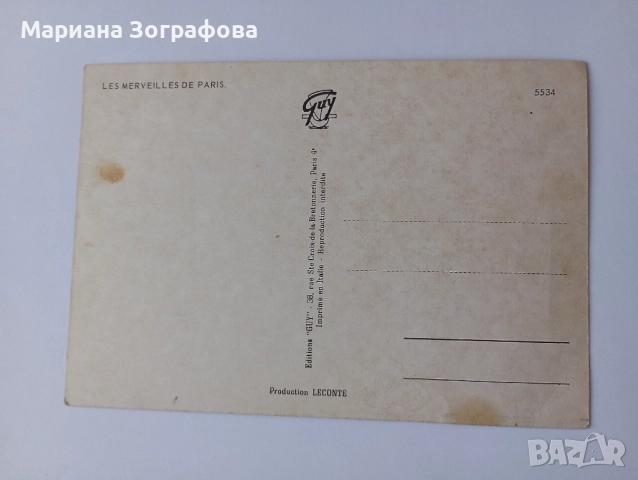 Мариана Зографова
LES MERVEILLES DE PARIS.
Guy
5534
Editions "GUY" - 38, rue Ste Croix-de la Bretonnerie, Paris 4e
Imprimé en Italie - Reproduction interdite
Production LECONTE
BAZAR